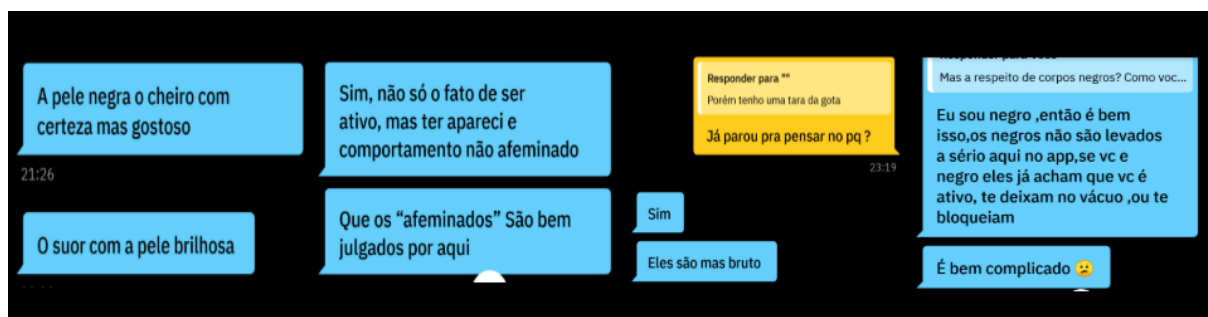 A pele negra o cheiro com
certeza mas gostoso
21:26
O suor com a pele brilhosa
Sim, não só o fato de ser
ativo, mas ter apareci e
comportamento não afeminado
Que os “afeminados” São bem
julgados por aqui
Responder para ""
Porém tenho uma tara da gota
Já parou pra pensar no pq ?
23:19
Sim
Eles são mas bruto
Mas a respeito de corpos negros? Como voc...
Eu sou negro ,então é bem
isso,os negros não são levados
a sério aqui no app,se vc e
negro eles já acham que vc é
ativo, te deixam no vácuo ,ou te
bloqueiam
É bem complicado 😕